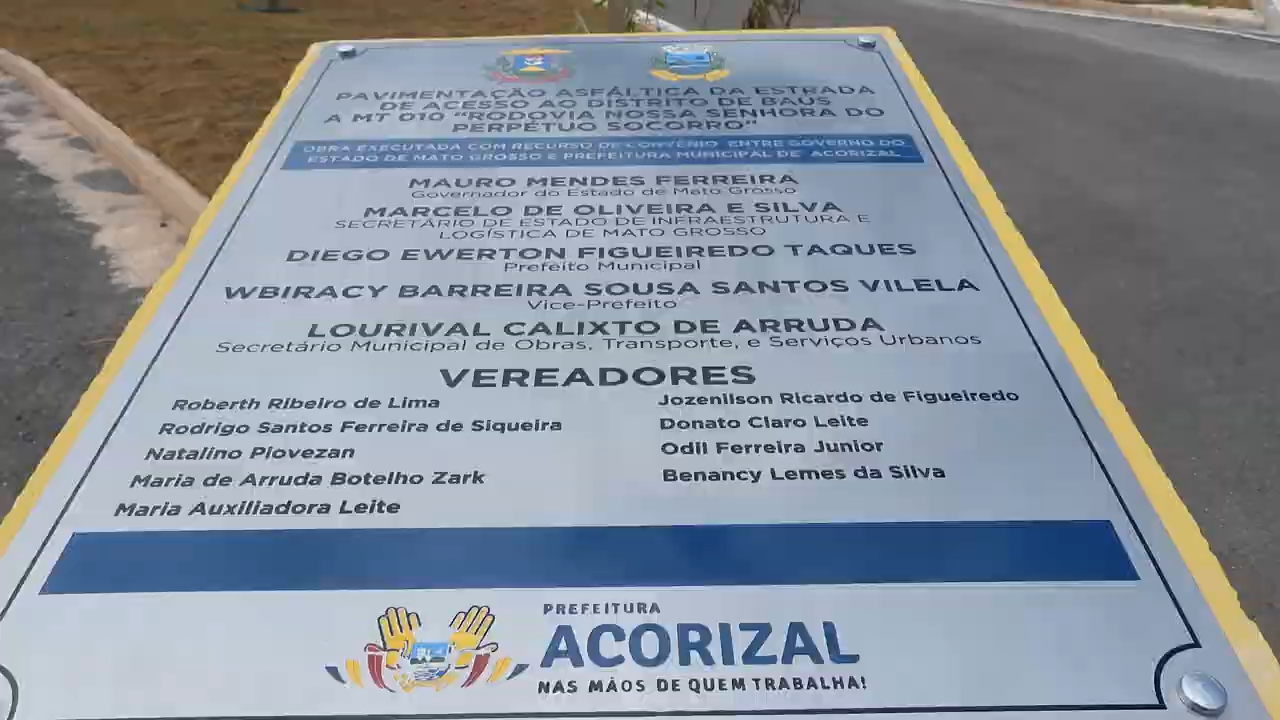 PAVIMENTAÇÃO ASFÁLTICA DA ESTRADA
DE ACESSO AO DISTRITO DE BAUS
A MT 010 "RODOVIA NOSSA SENHORA DO
PERPÉTUO SOCORRO"
OBRA EXECUTADA COM RECURSO DE CONVÊNIO ENTRE GOVERNO DO
ESTADO DE MATO GROSSO E PREFEITURA MUNICIPAL DE ACORIZAL
MAURO MENDES FERREIRA
Governador do Estado de Mato Grosso
MARCELO DE OLIVEIRA E SILVA
SECRETÁRIO DE ESTADO DE INFRAESTRUTURA E
LOGÍSTICA DE MATO GROSSO
DIEGO EWERTON FIGUEIREDO TAQUES
Prefeito Municipal
WBIRACY BARREIRA SOUSA SANTOS VILELA
Vice-Prefeito
LOURIVAL CALIXTO DE ARRUDA
Secretário Municipal de Obras, Transporte, e Serviços Urbanos
VEREADORES
Roberth Ribeiro de Lima
Rodrigo Santos Ferreira de Siqueira
Natalino Piovezan
Maria de Arruda Botelho Zark
Maria Auxiliadora Leite
Jozenilson Ricardo de Figueiredo
Donato Claro Leite
Odil Ferreira Junior
Benancy Lemes da Silva
PREFEITURA
ACORIZAL
NAS MÃOS DE QUEM TRABALHA!